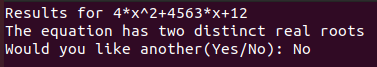 Results for 4*x^2+4563*x+12
The equation has two distinct real roots
Would you like another(Yes/No): No